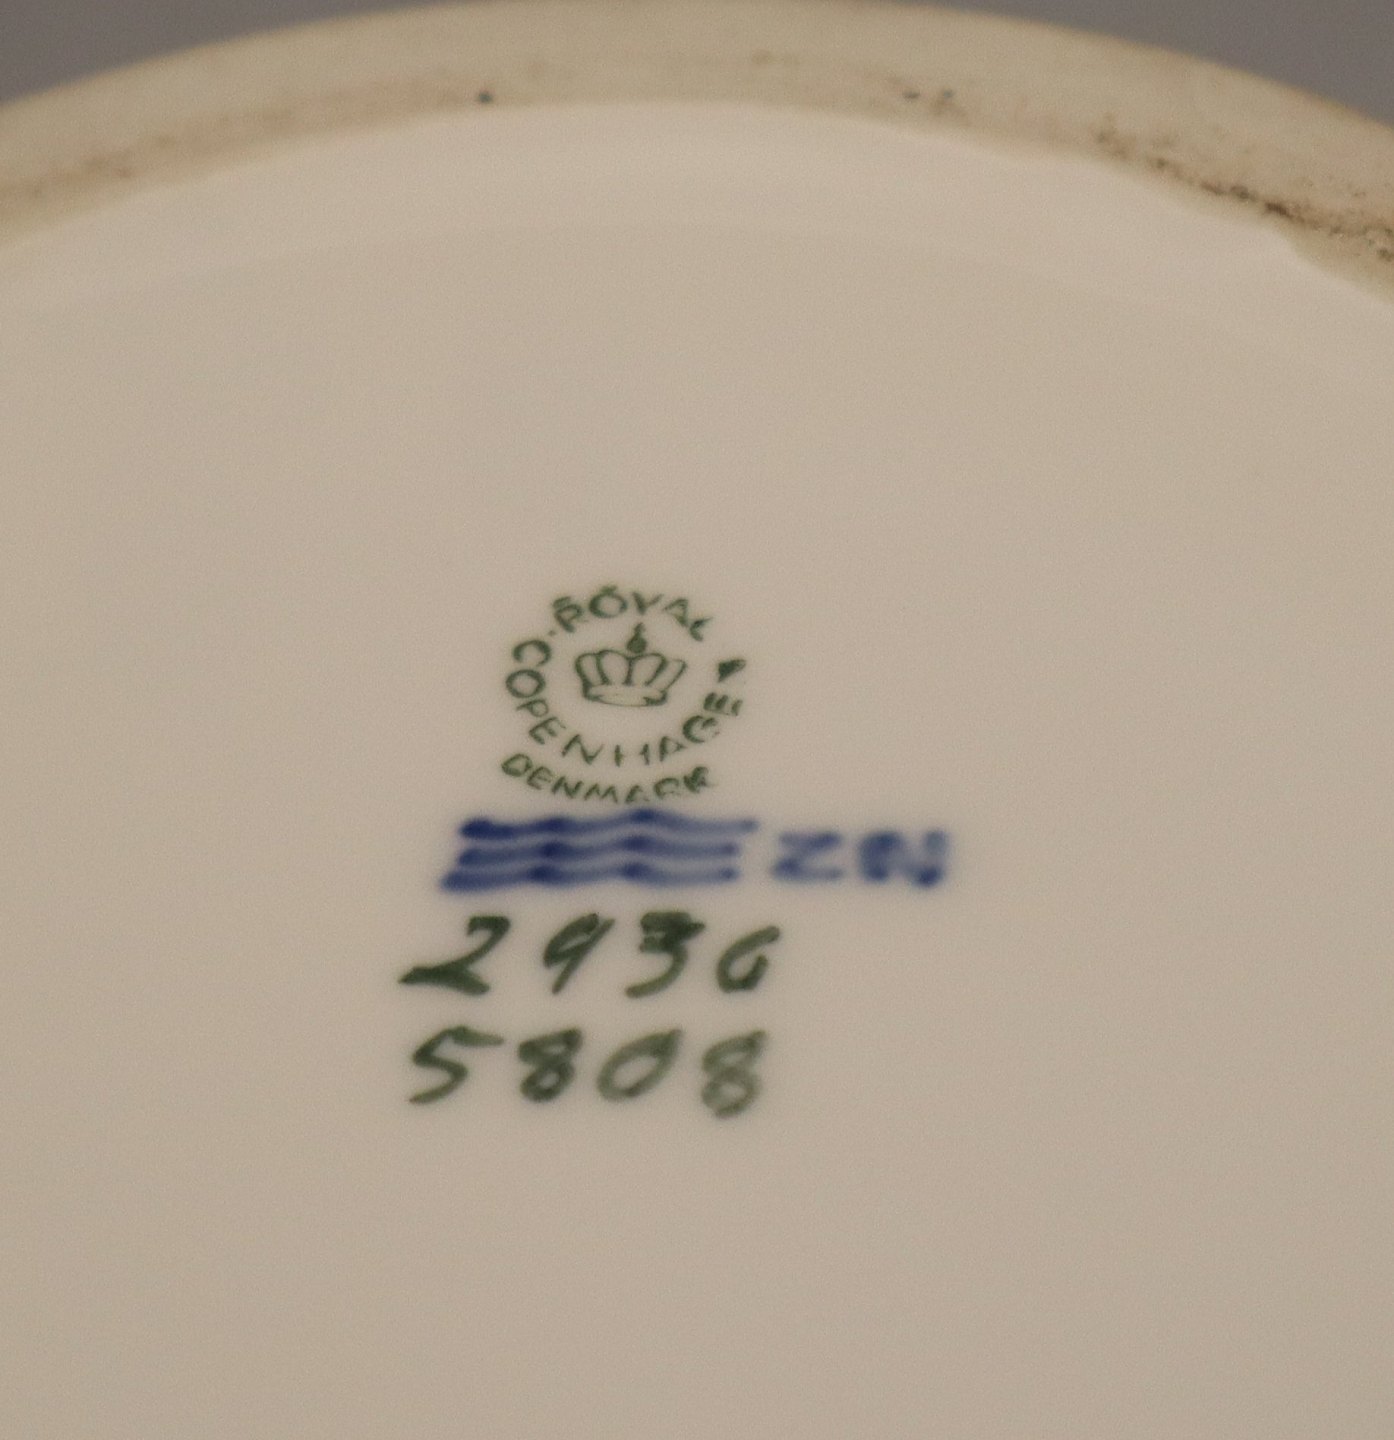 ROYAL COPENHAGEN
DENMARK
ZN
2936
5808